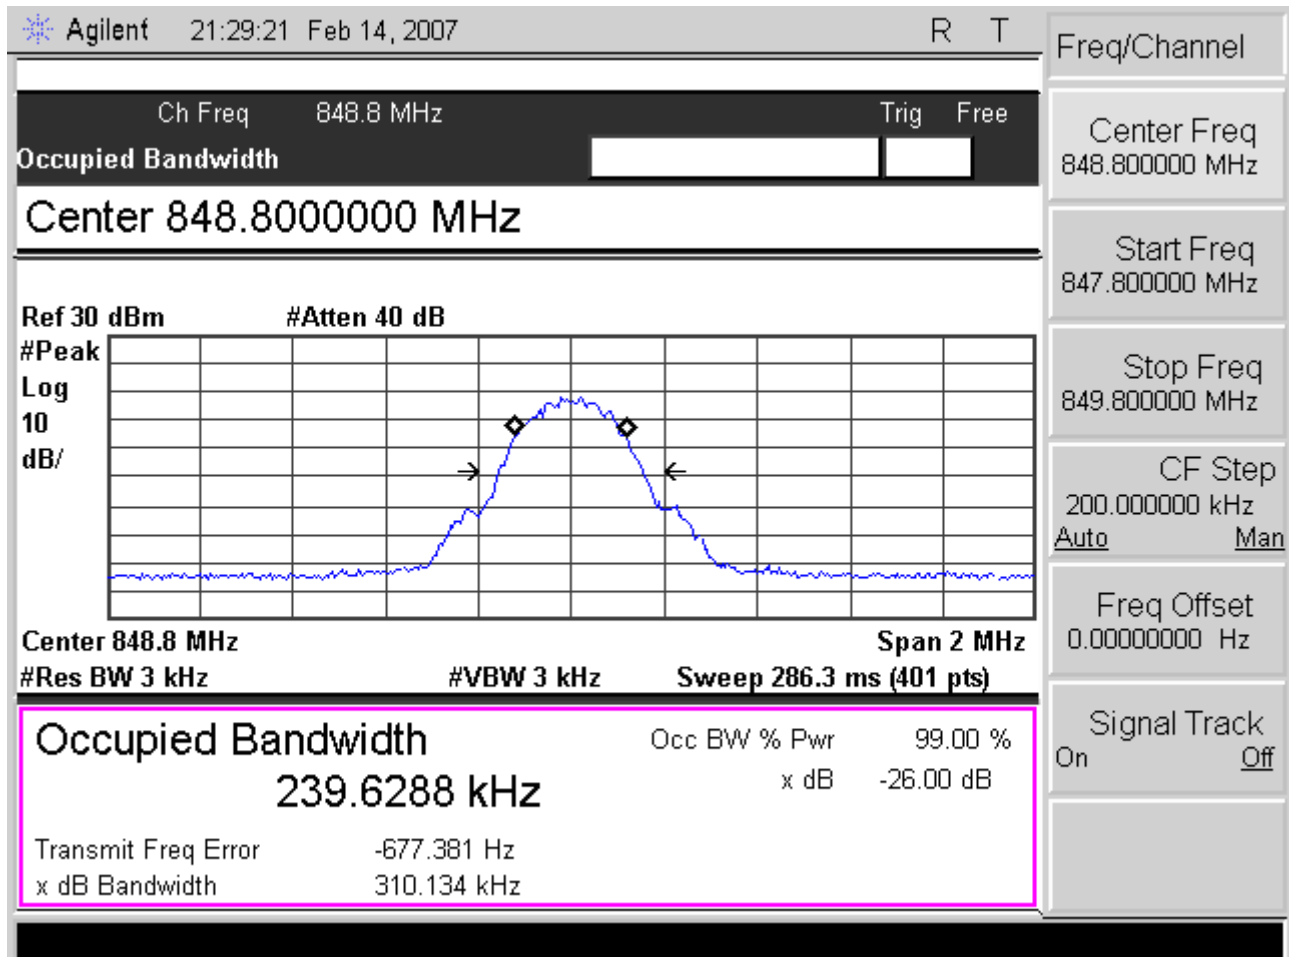 Agilent 21:29:21 Feb 14, 2007 R T
Ch Freq 848.8 MHz Trig Free
Occupied Bandwidth
Center 848.8000000 MHz
Ref 30 dBm #Atten 40 dB
#Peak
Log
10
dB/
Center 848.8 MHz Span 2 MHz
#Res BW 3 kHz #VBW 3 kHz Sweep 286.3 ms (401 pts)
Occupied Bandwidth Occ BW % Pwr 99.00 %
239.6288 kHz x dB -26.00 dB
Transmit Freq Error -677.381 Hz
x dB Bandwidth 310.134 kHz
Freq/Channel
Center Freq
848.800000 MHz
Start Freq
847.800000 MHz
Stop Freq
849.800000 MHz
CF Step
200.000000 kHz
Auto Man
Freq Offset
0.00000000 Hz
Signal Track
On Off